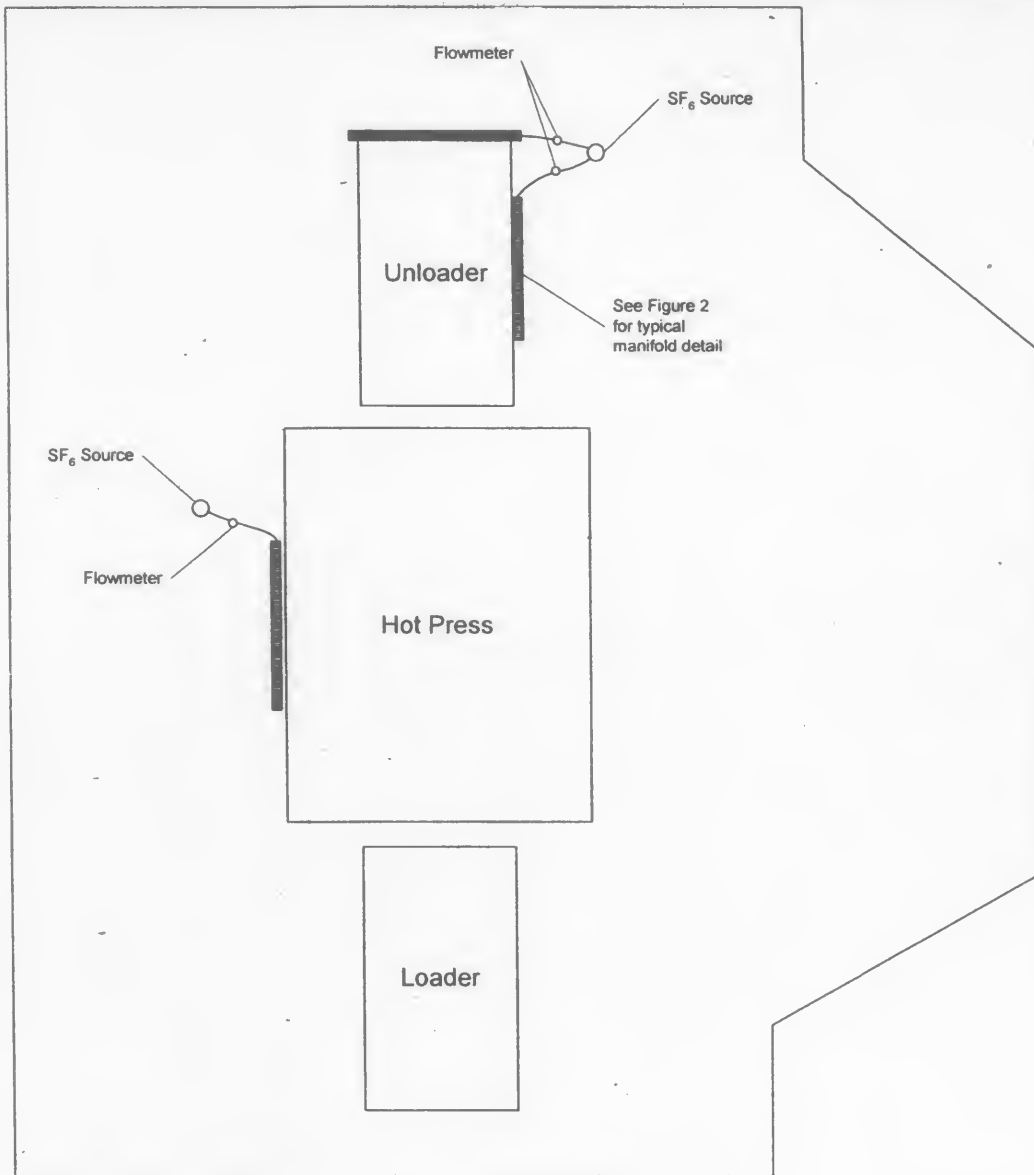 Flowmeter
SF₆ Source
Unloader
See Figure 2
for typical
manifold detail
SF₆ Source
Flowmeter
Hot Press
Loader